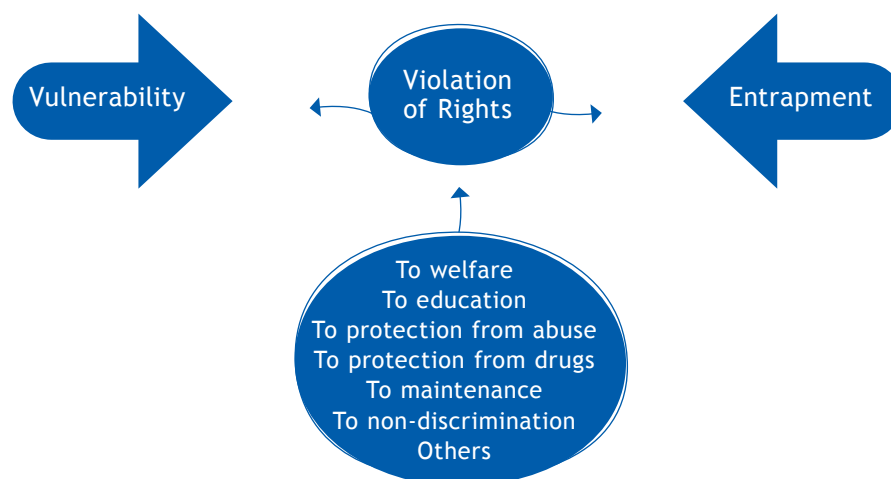 Vulnerability
Violation
of Rights
Entrapment
To welfare
To education
To protection from abuse
To protection from drugs
To maintenance
To non-discrimination
Others